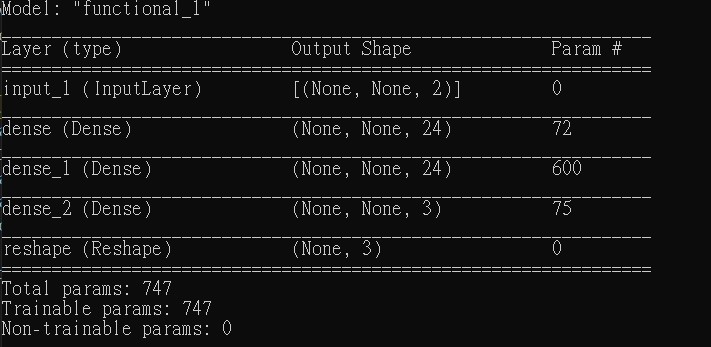 Model: "functional_1"
Layer (type) Output Shape Param #
input_1 (InputLayer) [(None, None, 2)] 0
dense (Dense) (None, None, 24) 72
dense_1 (Dense) (None, None, 24) 600
dense_2 (Dense) (None, None, 3) 75
reshape (Reshape) (None, 3) 0
Total params: 747
Trainable params: 747
Non-trainable params: 0